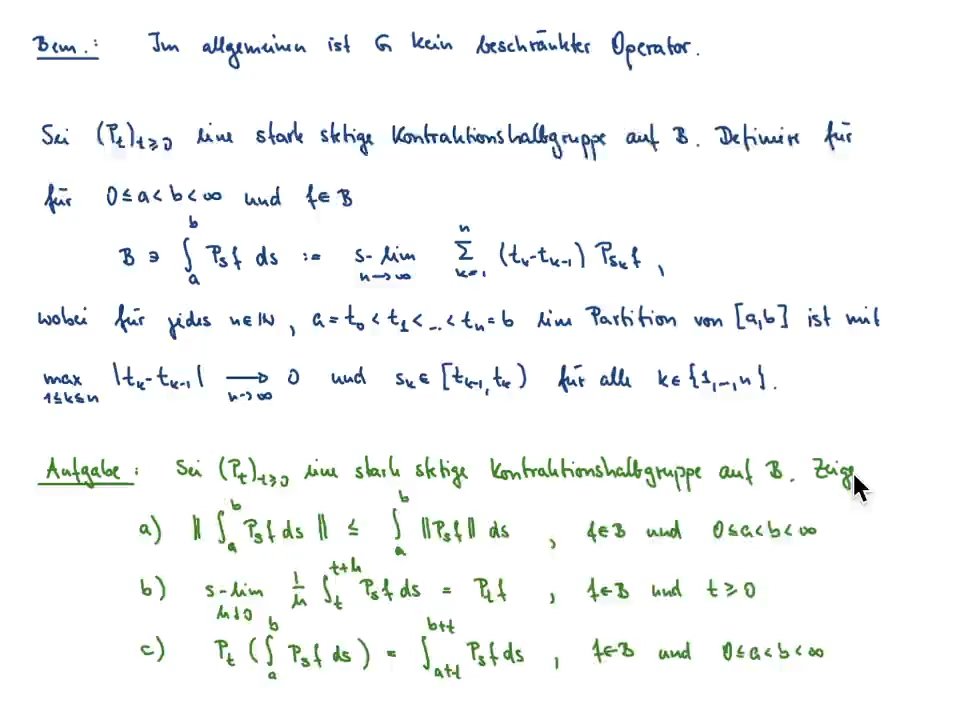 Bem.: Im allgemeinen ist G kein beschränkter Operator.
Sei (P_t)_{t≥0} eine stark stetige Kontraktionshalbgruppe auf B. Definiere für
für 0≤a<b<∞ und f∈B
B ∋ ∫_a^b P_s f ds := s-lim_{n→∞} Σ_{k=1}^n (t_k-t_{k-1}) P_{s_k} f,
wobei für jedes n∈ℕ, a=t_0<t_1<...<t_n=b eine Partition von [a,b] ist mit
max_{1≤k≤n} |t_k-t_{k-1}| →_{n→∞} 0 und s_k∈[t_{k-1},t_k) für alle k∈{1,...,n}.
Aufgabe: Sei (P_t)_{t≥0} eine stark stetige Kontraktionshalbgruppe auf B. Zeige
a) ‖∫_a^b P_s f ds‖ ≤ ∫_a^b ‖P_s f‖ ds, f∈B und 0≤a<b<∞
b) s-lim_{h↓0} 1/h ∫_t^{t+h} P_s f ds = P_t f, f∈B und t≥0
c) P_t (∫_a^b P_s f ds) = ∫_{a+t}^{b+t} P_s f ds, f∈B und 0≤a<b<∞